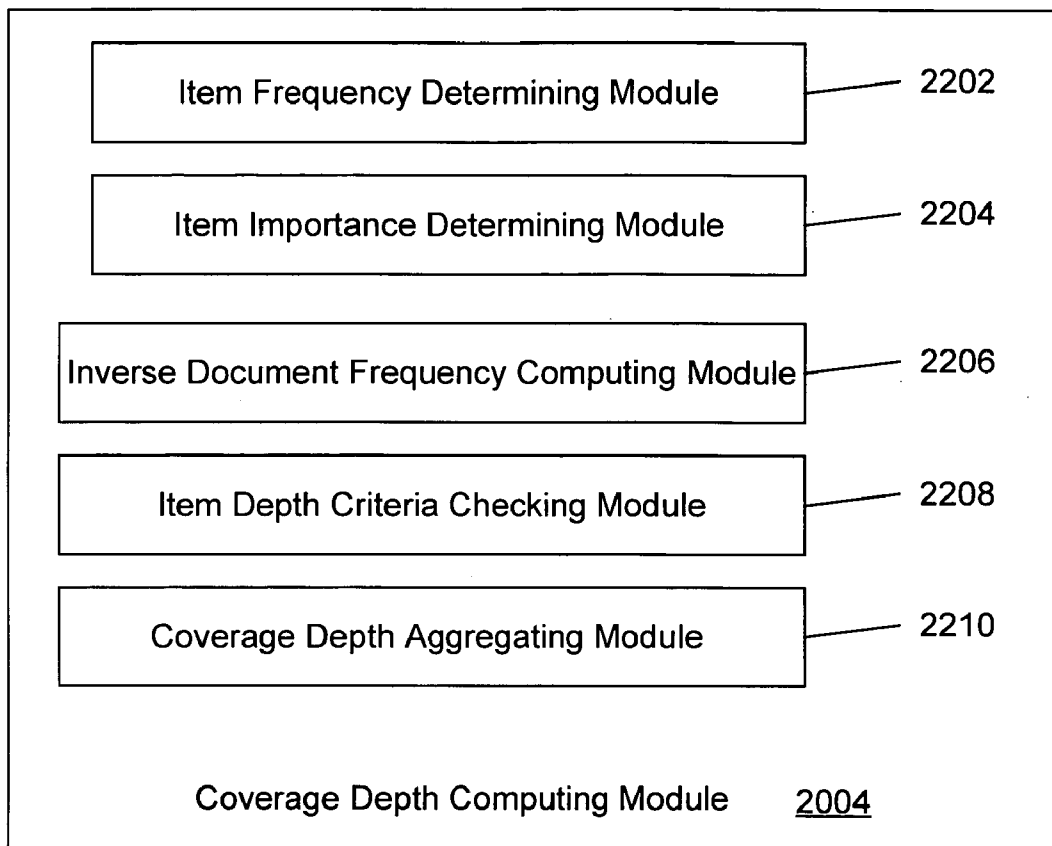 Item Frequency Determining Module 2202
Item Importance Determining Module 2204
Inverse Document Frequency Computing Module 2206
Item Depth Criteria Checking Module 2208
Coverage Depth Aggregating Module 2210
Coverage Depth Computing Module 2004